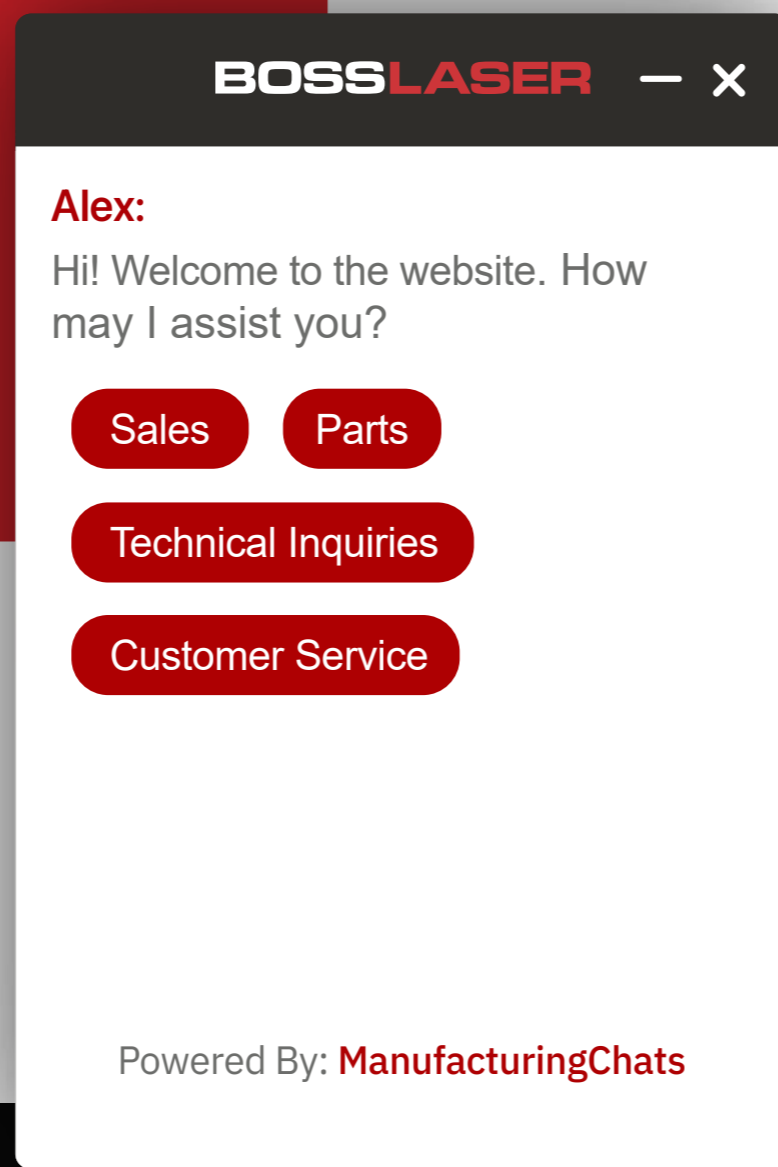 BOSSLASER
Alex:
Hi! Welcome to the website. How
may I assist you?
Sales
Parts
Technical Inquiries
Customer Service
Powered By: ManufacturingChats